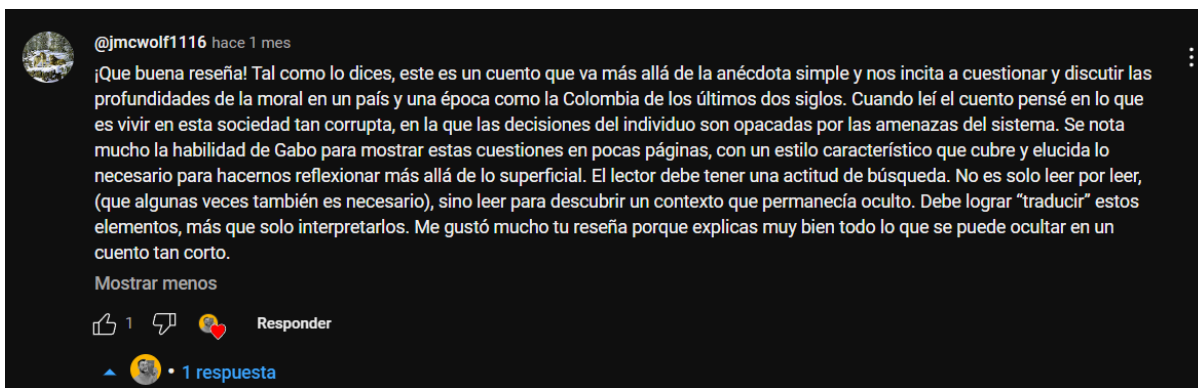 @jmcwolf1116 hace 1 mes
¡Que buena reseña! Tal como lo dices, este es un cuento que va más allá de la anécdota simple y nos incita a cuestionar y discutir las
profundidades de la moral en un país y una época como la Colombia de los últimos dos siglos. Cuando leí el cuento pensé en lo que
es vivir en esta sociedad tan corrupta, en la que las decisiones del individuo son opacadas por las amenazas del sistema. Se nota
mucho la habilidad de Gabo para mostrar estas cuestiones en pocas páginas, con un estilo característico que cubre y elucida lo
necesario para hacernos reflexionar más allá de lo superficial. El lector debe tener una actitud de búsqueda. No es solo leer por leer,
(que algunas veces también es necesario), sino leer para descubrir un contexto que permanecía oculto. Debe lograr “traducir” estos
elementos, más que solo interpretarlos. Me gustó mucho tu reseña porque explicas muy bien todo lo que se puede ocultar en un
cuento tan corto.
Mostrar menos
1 Responder
• 1 respuesta